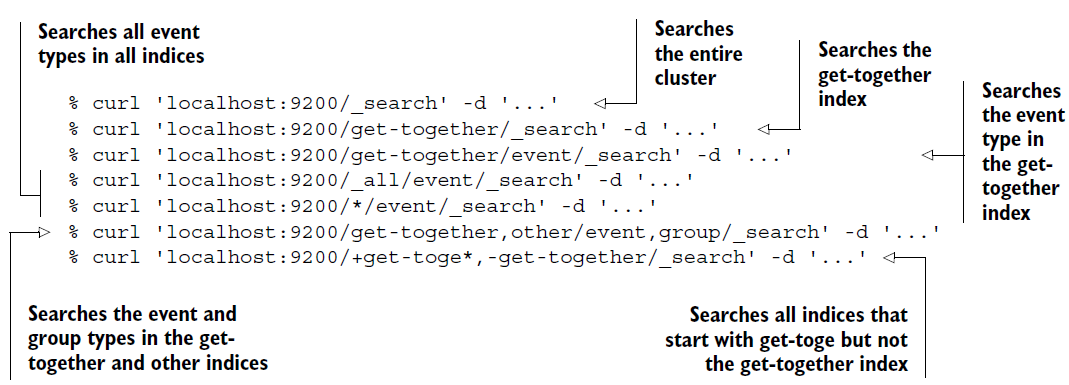 Searches all event
types in all indices
Searches
the entire
cluster
Searches the
get-together
index
Searches
the event
type in
the get-
together
index
% curl 'localhost:9200/_search' -d '...'
% curl 'localhost:9200/get-together/_search' -d '...'
% curl 'localhost:9200/get-together/event/_search' -d '...'
% curl 'localhost:9200/_all/event/_search' -d '...'
% curl 'localhost:9200/*/event/_search' -d '...'
% curl 'localhost:9200/get-together,other/event,group/_search' -d '...'
% curl 'localhost:9200/+get-toge*,-get-together/_search' -d '...'
Searches the event and
group types in the get-
together and other indices
Searches all indices that
start with get-toge but not
the get-together index